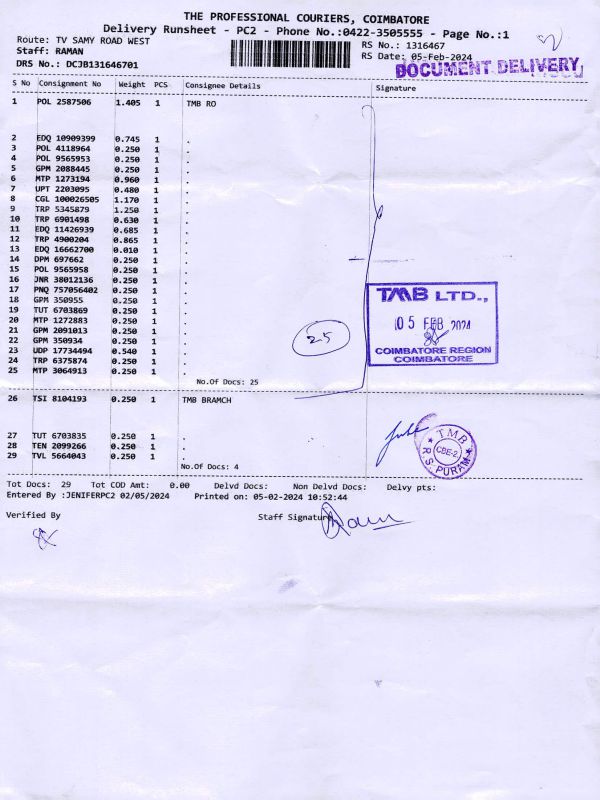 THE PROFESSIONAL COURIERS, COIMBATORE
Delivery Runsheet - PC2 - Phone No.:0422-3505555 - Page No.:1
Route: TV SAMY ROAD WEST
Staff: RAMAN
DRS No.: DCJB131646701
RS No.: 1316467
RS Date: 05-Feb-2024
DOCUMENT DELIVERY
S No Consignment No Weight PCS Consignee Details Signature
1 POL 2587506 1.405 1 TMB RO
2 EDQ 10909399 0.745 1 .
3 POL 4118964 0.250 1 .
4 POL 9565953 0.250 1 .
5 GPM 2088445 0.250 1 .
6 MTP 1273194 0.960 1 .
7 UPT 2203095 0.480 1 .
8 CGL 100026505 1.170 1 .
9 TRP 5345879 1.250 1 .
10 TRP 6901498 0.630 1 .
11 EDQ 11426939 0.685 1 .
12 TRP 4900204 0.865 1 .
13 EDQ 16662700 0.010 1 .
14 DPM 697662 0.250 1 .
15 POL 9565958 0.250 1 .
16 JNR 38012136 0.250 1 .
17 PNQ 757056402 0.250 1 .
18 GPM 350955 0.250 1 .
19 TUT 6703869 0.250 1 .
20 MTP 1272883 0.250 1 .
21 GPM 2091013 0.250 1 .
22 GPM 350934 0.250 1 .
23 UDP 17734494 0.540 1 .
24 TRP 6375874 0.250 1 .
25 MTP 3064913 0.250 1 .
25
TMB LTD.,
05 FEB 2024
COIMBATORE REGION
COIMBATORE
No.Of Docs: 25
26 TSI 8104193 0.250 1 TMB BRAMCH
27 TUT 6703835 0.250 1 .
28 TEN 2099266 0.250 1 .
29 TVL 5664043 0.250 1 .
TMB
CBE-2
R.S. PURAM
No.Of Docs: 4
Tot Docs: 29 Tot COD Amt: 0.00 Delvd Docs: Non Delvd Docs: Delvy pts:
Entered By :JENIFERPC2 02/05/2024 Printed on: 05-02-2024 10:52:44
Verified By Staff Signature